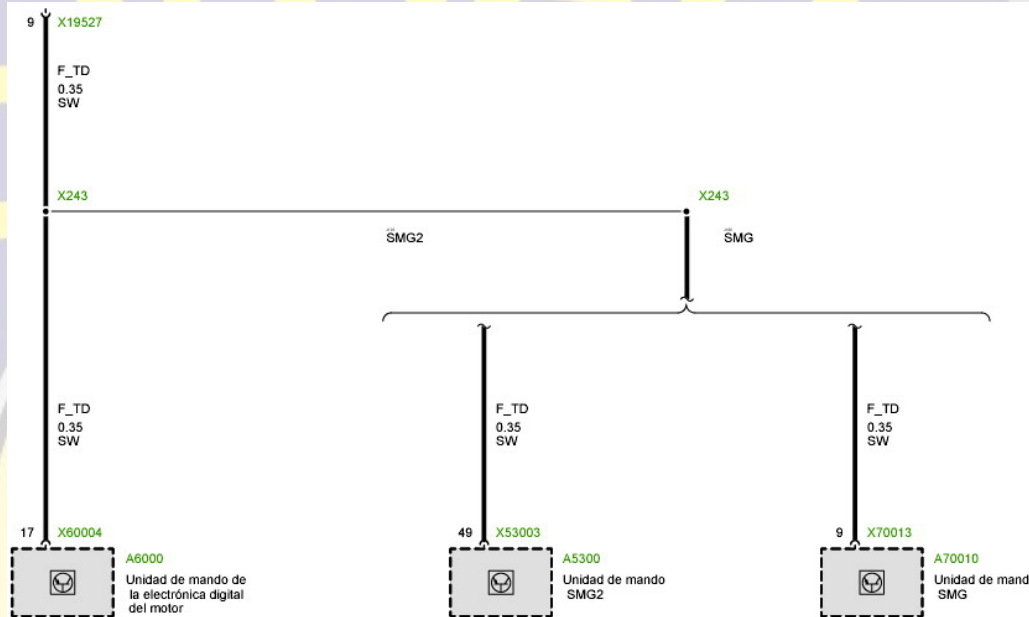 9 X19527
F_TD
0.35
SW
X243
X243
SMG2
SMG
F_TD
0.35
SW
F_TD
0.35
SW
F_TD
0.35
SW
17 X60004
49 X53003
9 X70013
A6000
Unidad de mando de
la electrónica digital
del motor
A5300
Unidad de mando
SMG2
A70010
Unidad de mand
SMG